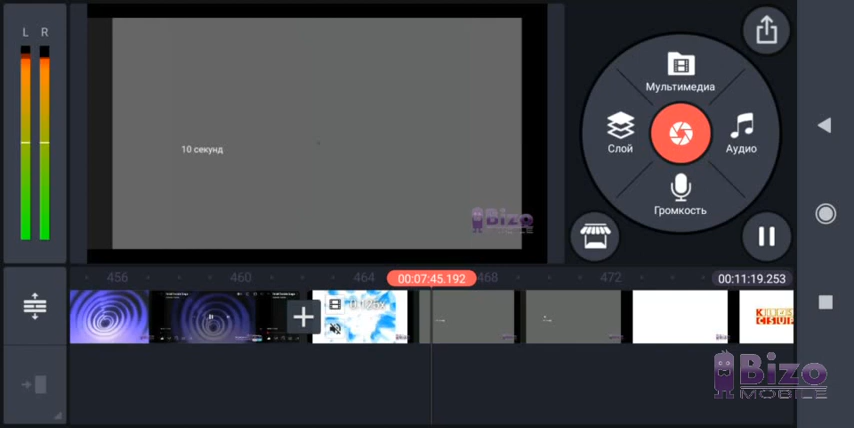 L R
Мультимедиа
Слой
Аудио
Громкость
10 секунд
Bizo
456
460
464
00:07:45.192
468
472
00:11:19.253
Bizo
MOBILE